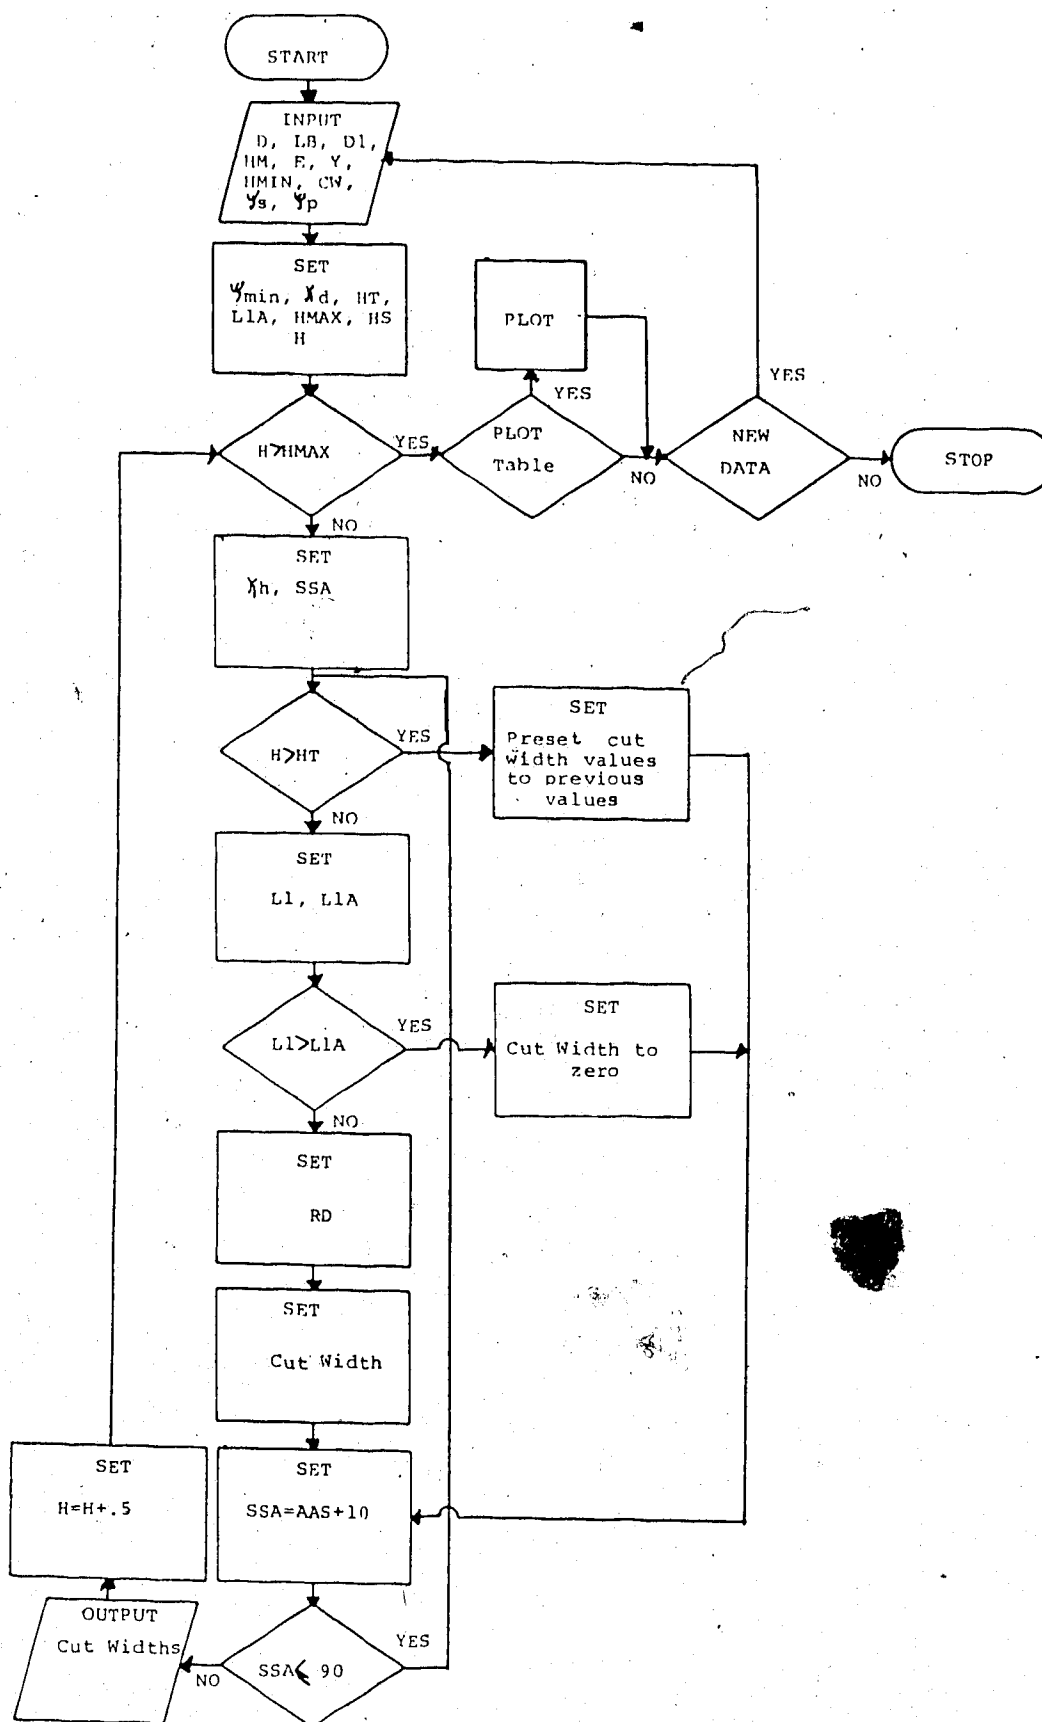 START
INPUT
D, LB, D1,
HM, E, Y,
HMIN, CW,
Ψs, Ψp
SET
Ψmin, γd, HT,
L1A, HMAX, HS
H
PLOT
YES
YES
H>HMAX
YES
PLOT
Table
NO
NEW
DATA
NO
STOP
NO
SET
γh, SSA
H>HT
YES
SET
Preset cut
width values
to previous
values
NO
SET
L1, L1A
L1>L1A
YES
SET
Cut Width to
zero
NO
SET
RD
SET
Cut Width
SET
H=H+.5
SET
SSA=AAS+10
OUTPUT
Cut Widths
NO
SSA< 90
YES